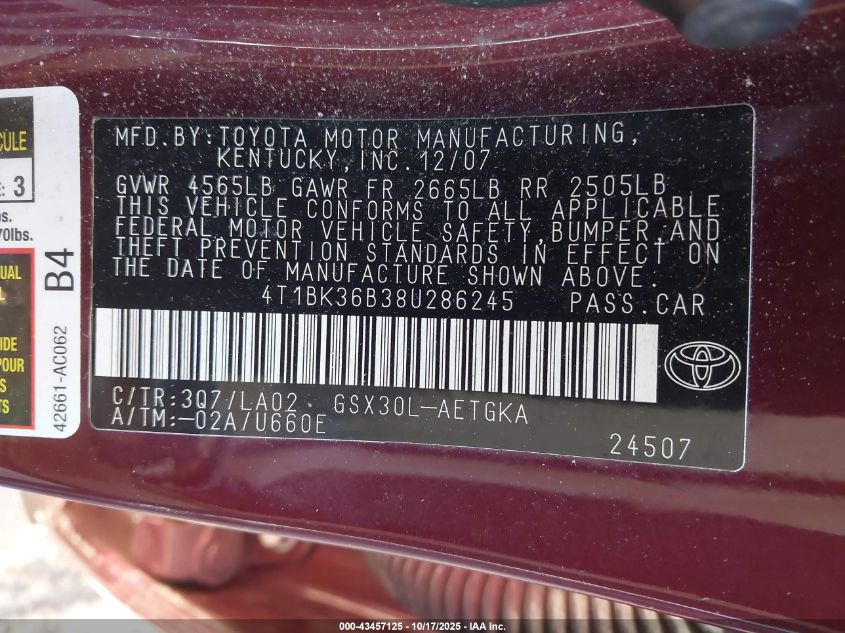 MFD.BY:TOYOTA MOTOR MANUFACTURING,
KENTUCKY,INC. 12/07
GVWR 4565LB GAWR FR 2665LB RR 2505LB
THIS VEHICLE CONFORMS TO ALL APPLICABLE
FEDERAL MOTOR VEHICLE SAFETY,BUMPER,AND
THEFT PREVENTION STANDARDS IN EFFECT ON
THE DATE OF MANUFACTURE SHOWN ABOVE.
4T1BK36B38U286245 PASS.CAR
C/TR:3Q7/LA02 GSX30L-AETGKA
A/TM:-02A/U660E
24507
: 3
70lbs.
B4
42661-AC062
000-43457125 - 10/17/2025 - IAA Inc.